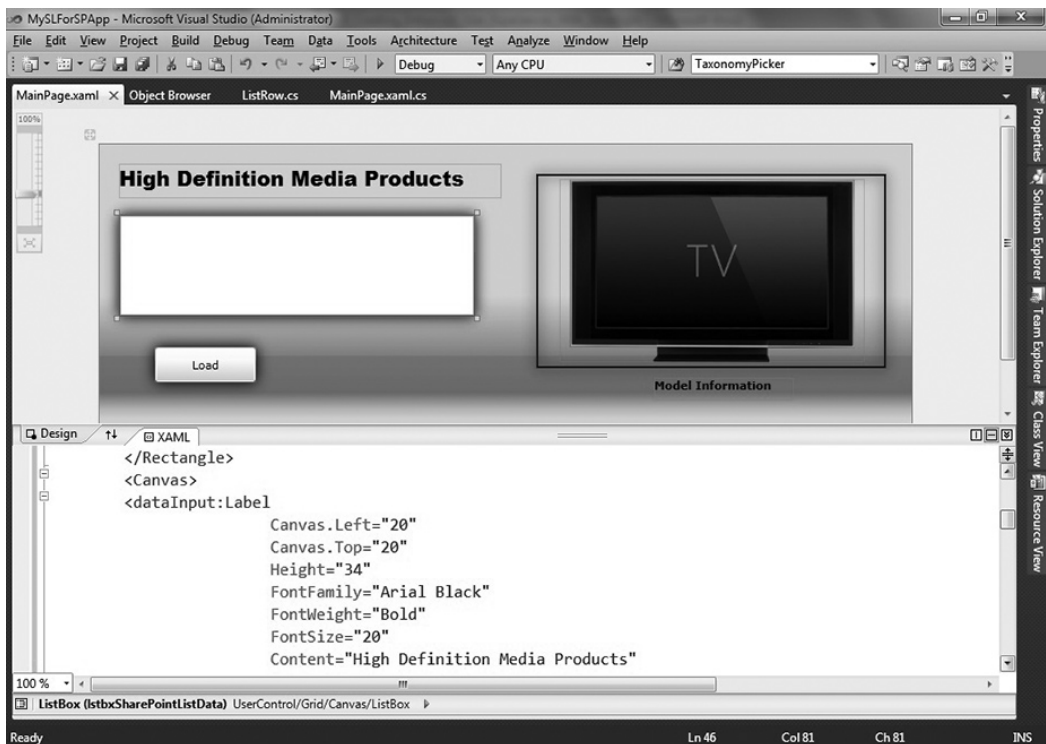 MySLForSPApp - Microsoft Visual Studio (Administrator)
File Edit View Project Build Debug Team Data Tools Architecture Test Analyze Window Help
Debug Any CPU TaxonomyPicker
MainPage.xaml Object Browser ListRow.cs MainPage.xaml.cs
100%
High Definition Media Products
TV
Load
Model Information
Properties
Solution Explorer
Team Explorer
Class View
Resource View
Design XAML
</Rectangle>
<Canvas>
<dataInput:Label
Canvas.Left="20"
Canvas.Top="20"
Height="34"
FontFamily="Arial Black"
FontWeight="Bold"
FontSize="20"
Content="High Definition Media Products"
100 %
ListBox (lstbxSharePointListData) UserControl/Grid/Canvas/ListBox
Ready Ln 46 Col 81 Ch 81 INS